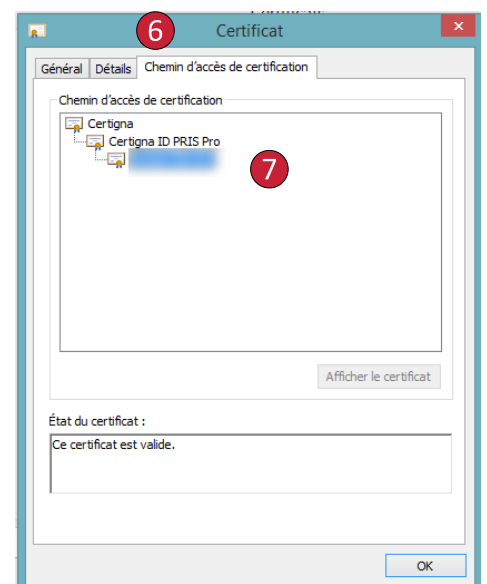 6
Certificat
Général
Détails
Chemin d'accès de certification
Chemin d'accès de certification
Certigna
Certigna ID PRIS Pro
7
Afficher le certificat
État du certificat :
Ce certificat est valide.
OK